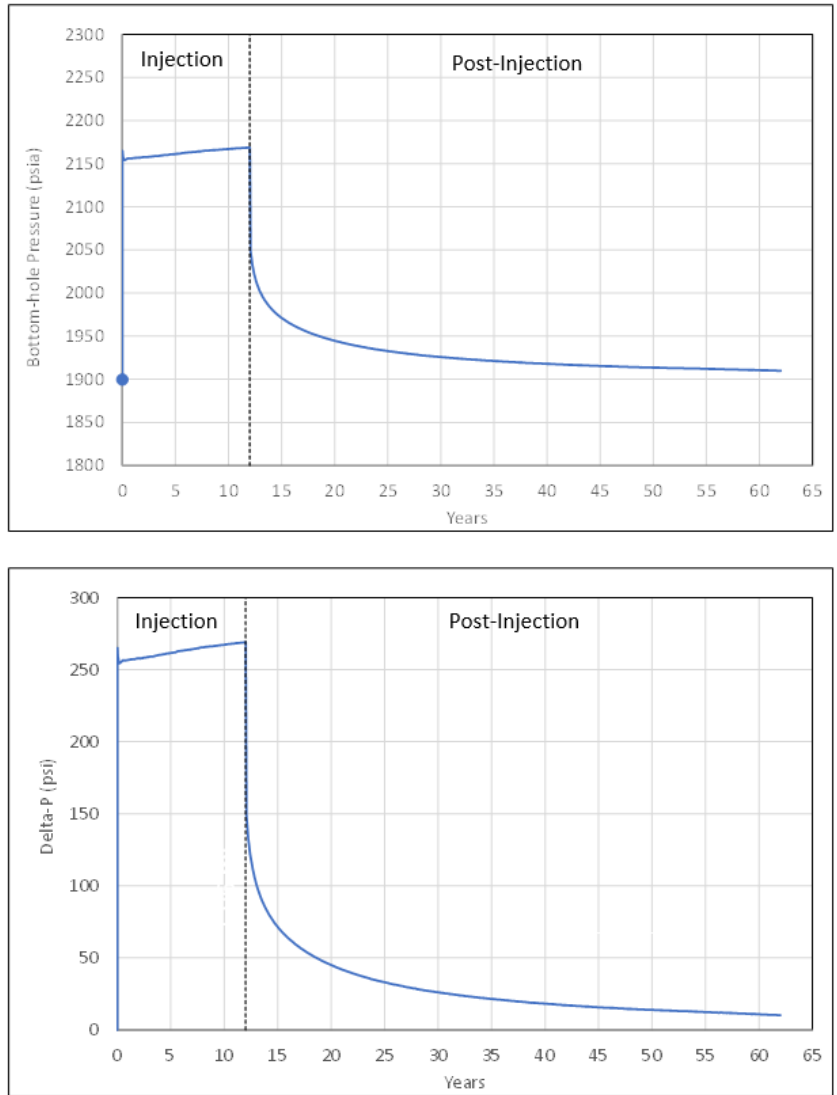 2300
Injection
Post-Injection
2250
2200
2150
2100
2050
2000
1950
1900
1850
1800
Bottom-hole Pressure (psia)
0 5 10 15 20 25 30 35 40 45 50 55 60 65
Years
300
Injection
Post-Injection
250
200
150
100
50
0
Delta-P (psi)
0 5 10 15 20 25 30 35 40 45 50 55 60 65
Years